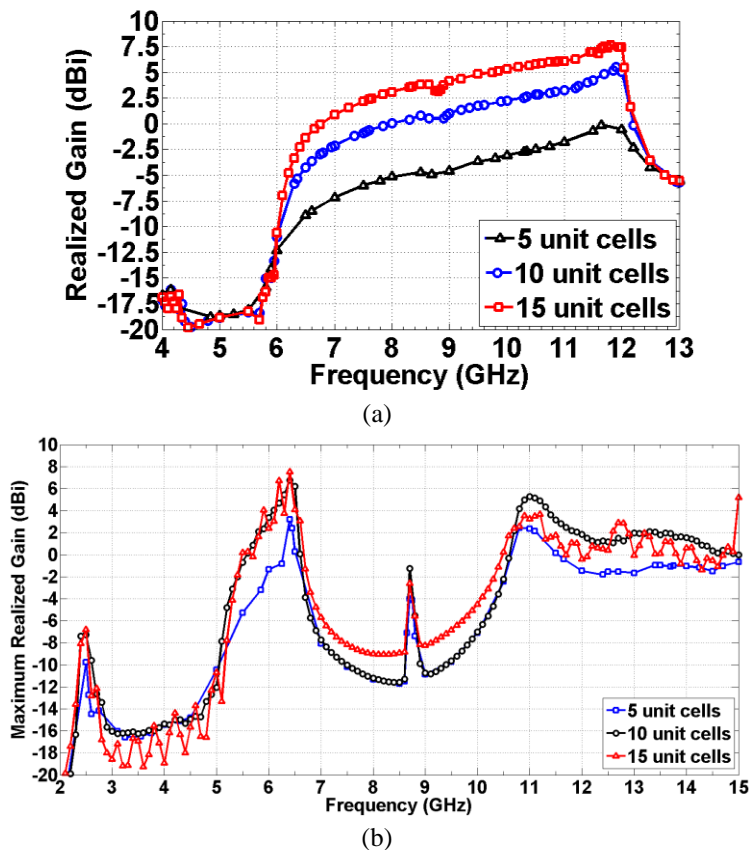 Realized Gain (dBi)
7.5
5
2.5
0
-2.5
-5
-7.5
-10
-12.5
-15
-17.5
-20
5 unit cells
10 unit cells
15 unit cells
4 5 6 7 8 9 10 11 12 13
Frequency (GHz)
(a)
Maximum Realized Gain (dBi)
10
8
6
4
2
0
-2
-4
-6
-8
-10
-12
-14
-16
-18
-20
5 unit cells
10 unit cells
15 unit cells
2 3 4 5 6 7 8 9 10 11 12 13 14 15
Frequency (GHz)
(b)